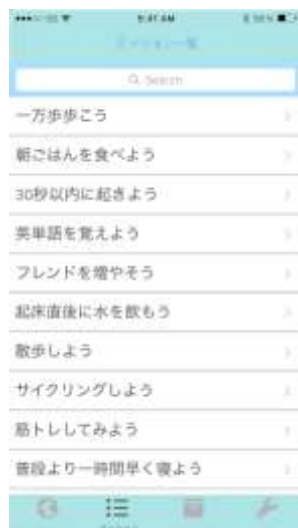 9:41 AM
Search
一万歩歩こう
朝ごはんを食べよう
30秒以内に起きよう
英単語を覚えよう
フレンドを増やそう
起床直後に水を飲もう
散歩しよう
サイクリングしよう
筋トレしてみよう
普段より一時間早く寝よう